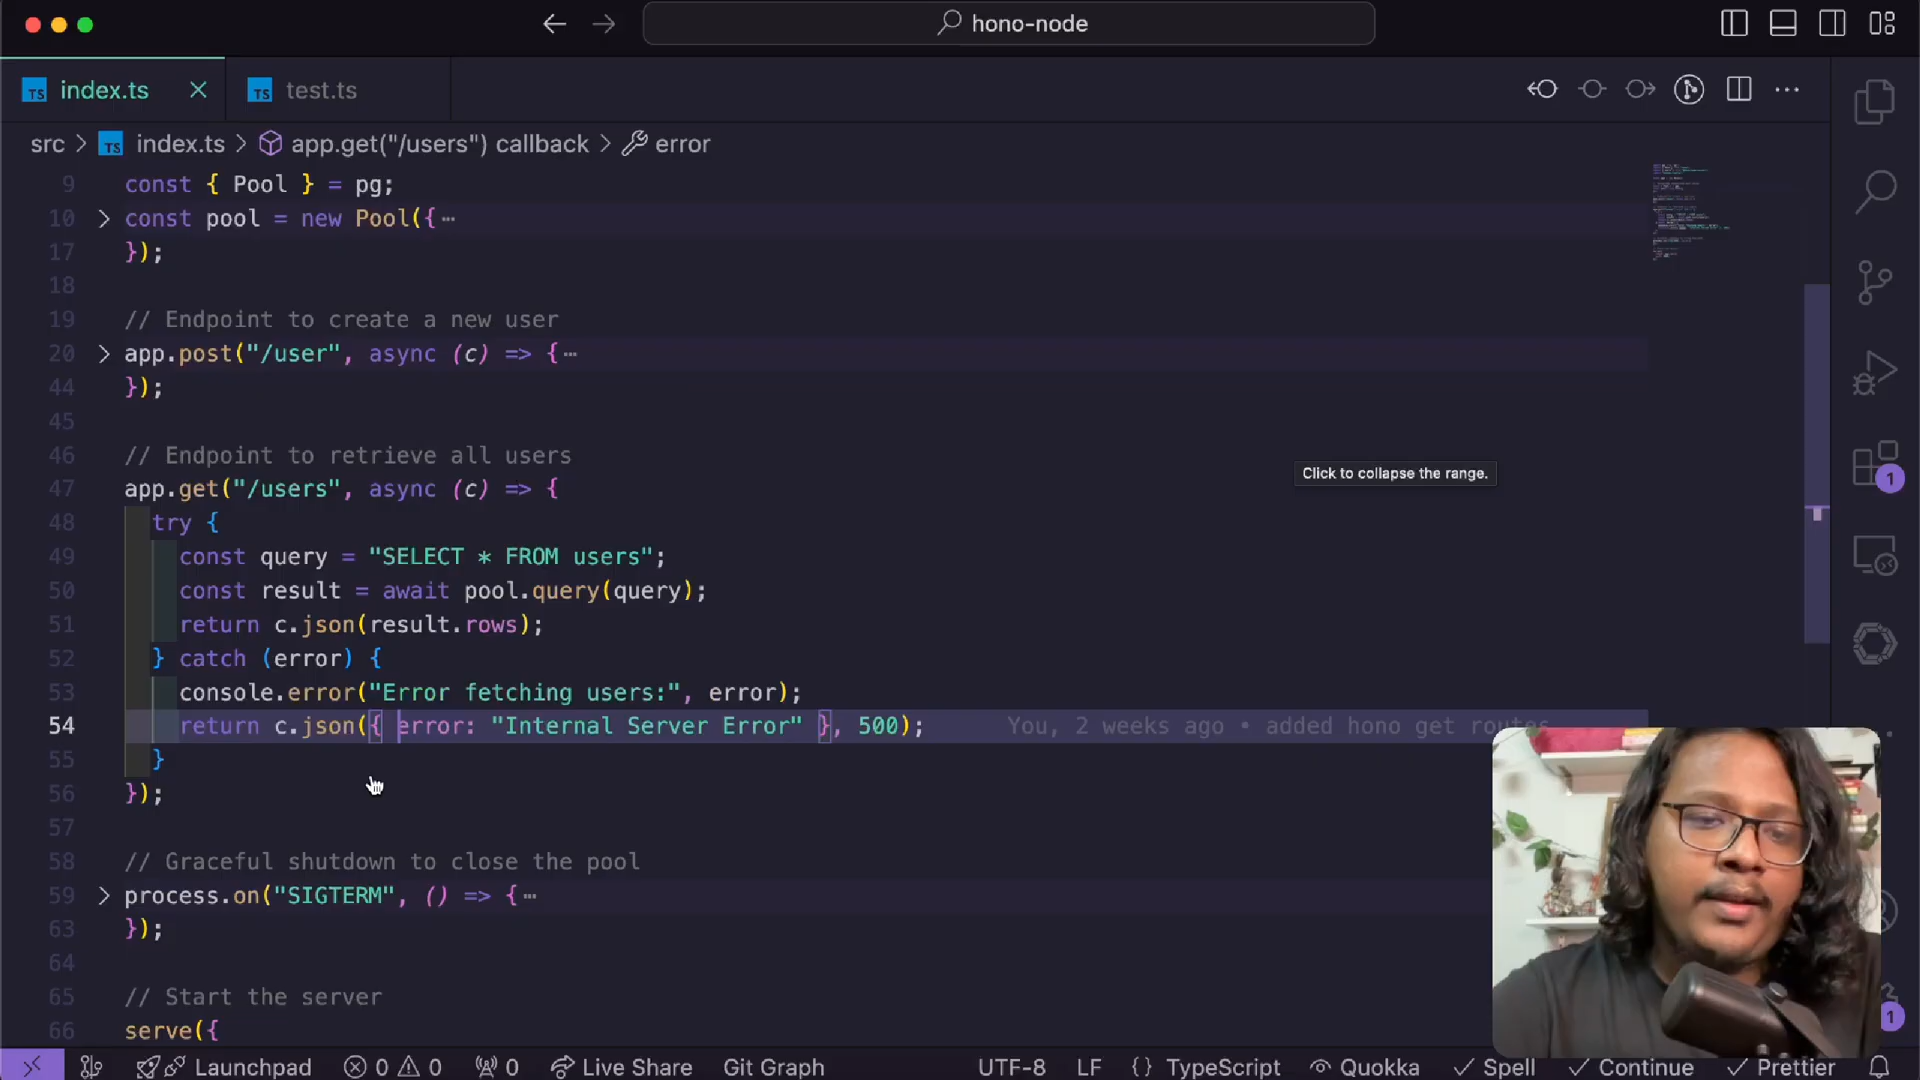 hono-node
TS index.ts
TS test.ts
src > TS index.ts > app.get("/users") callback > error
9 const { Pool } = pg;
10 const pool = new Pool({ ···
17 });
18
19 // Endpoint to create a new user
20 app.post("/user", async (c) => { ···
44 });
45
46 // Endpoint to retrieve all users
47 app.get("/users", async (c) => {
48 try {
49 const query = "SELECT * FROM users";
50 const result = await pool.query(query);
51 return c.json(result.rows);
52 } catch (error) {
53 console.error("Error fetching users:", error);
54 return c.json({ error: "Internal Server Error" }, 500); You, 2 weeks ago • added hono get routes
55 }
56 });
57
58 // Graceful shutdown to close the pool
59 process.on("SIGTERM", () => { ···
63 });
64
65 // Start the server
66 serve({
Click to collapse the range.
1
1
Launchpad 0 0 0 Live Share Git Graph UTF-8 LF {} TypeScript Quokka Spell Continue Prettier